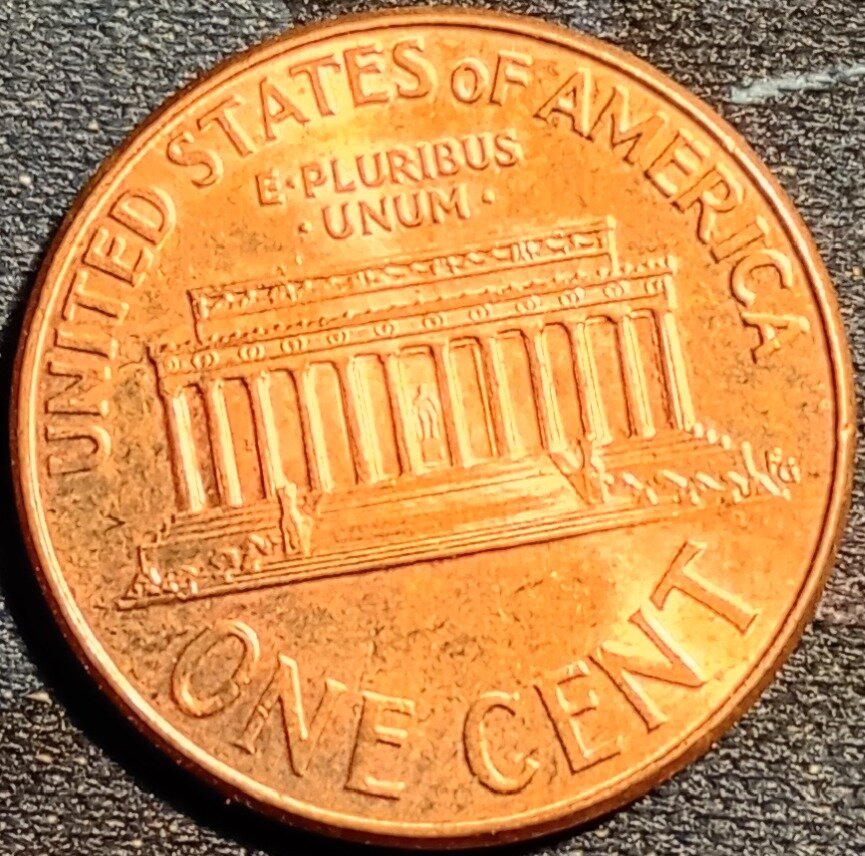 UNITED STATES OF AMERICA
E·PLURIBUS
·UNUM·
ONE CENT